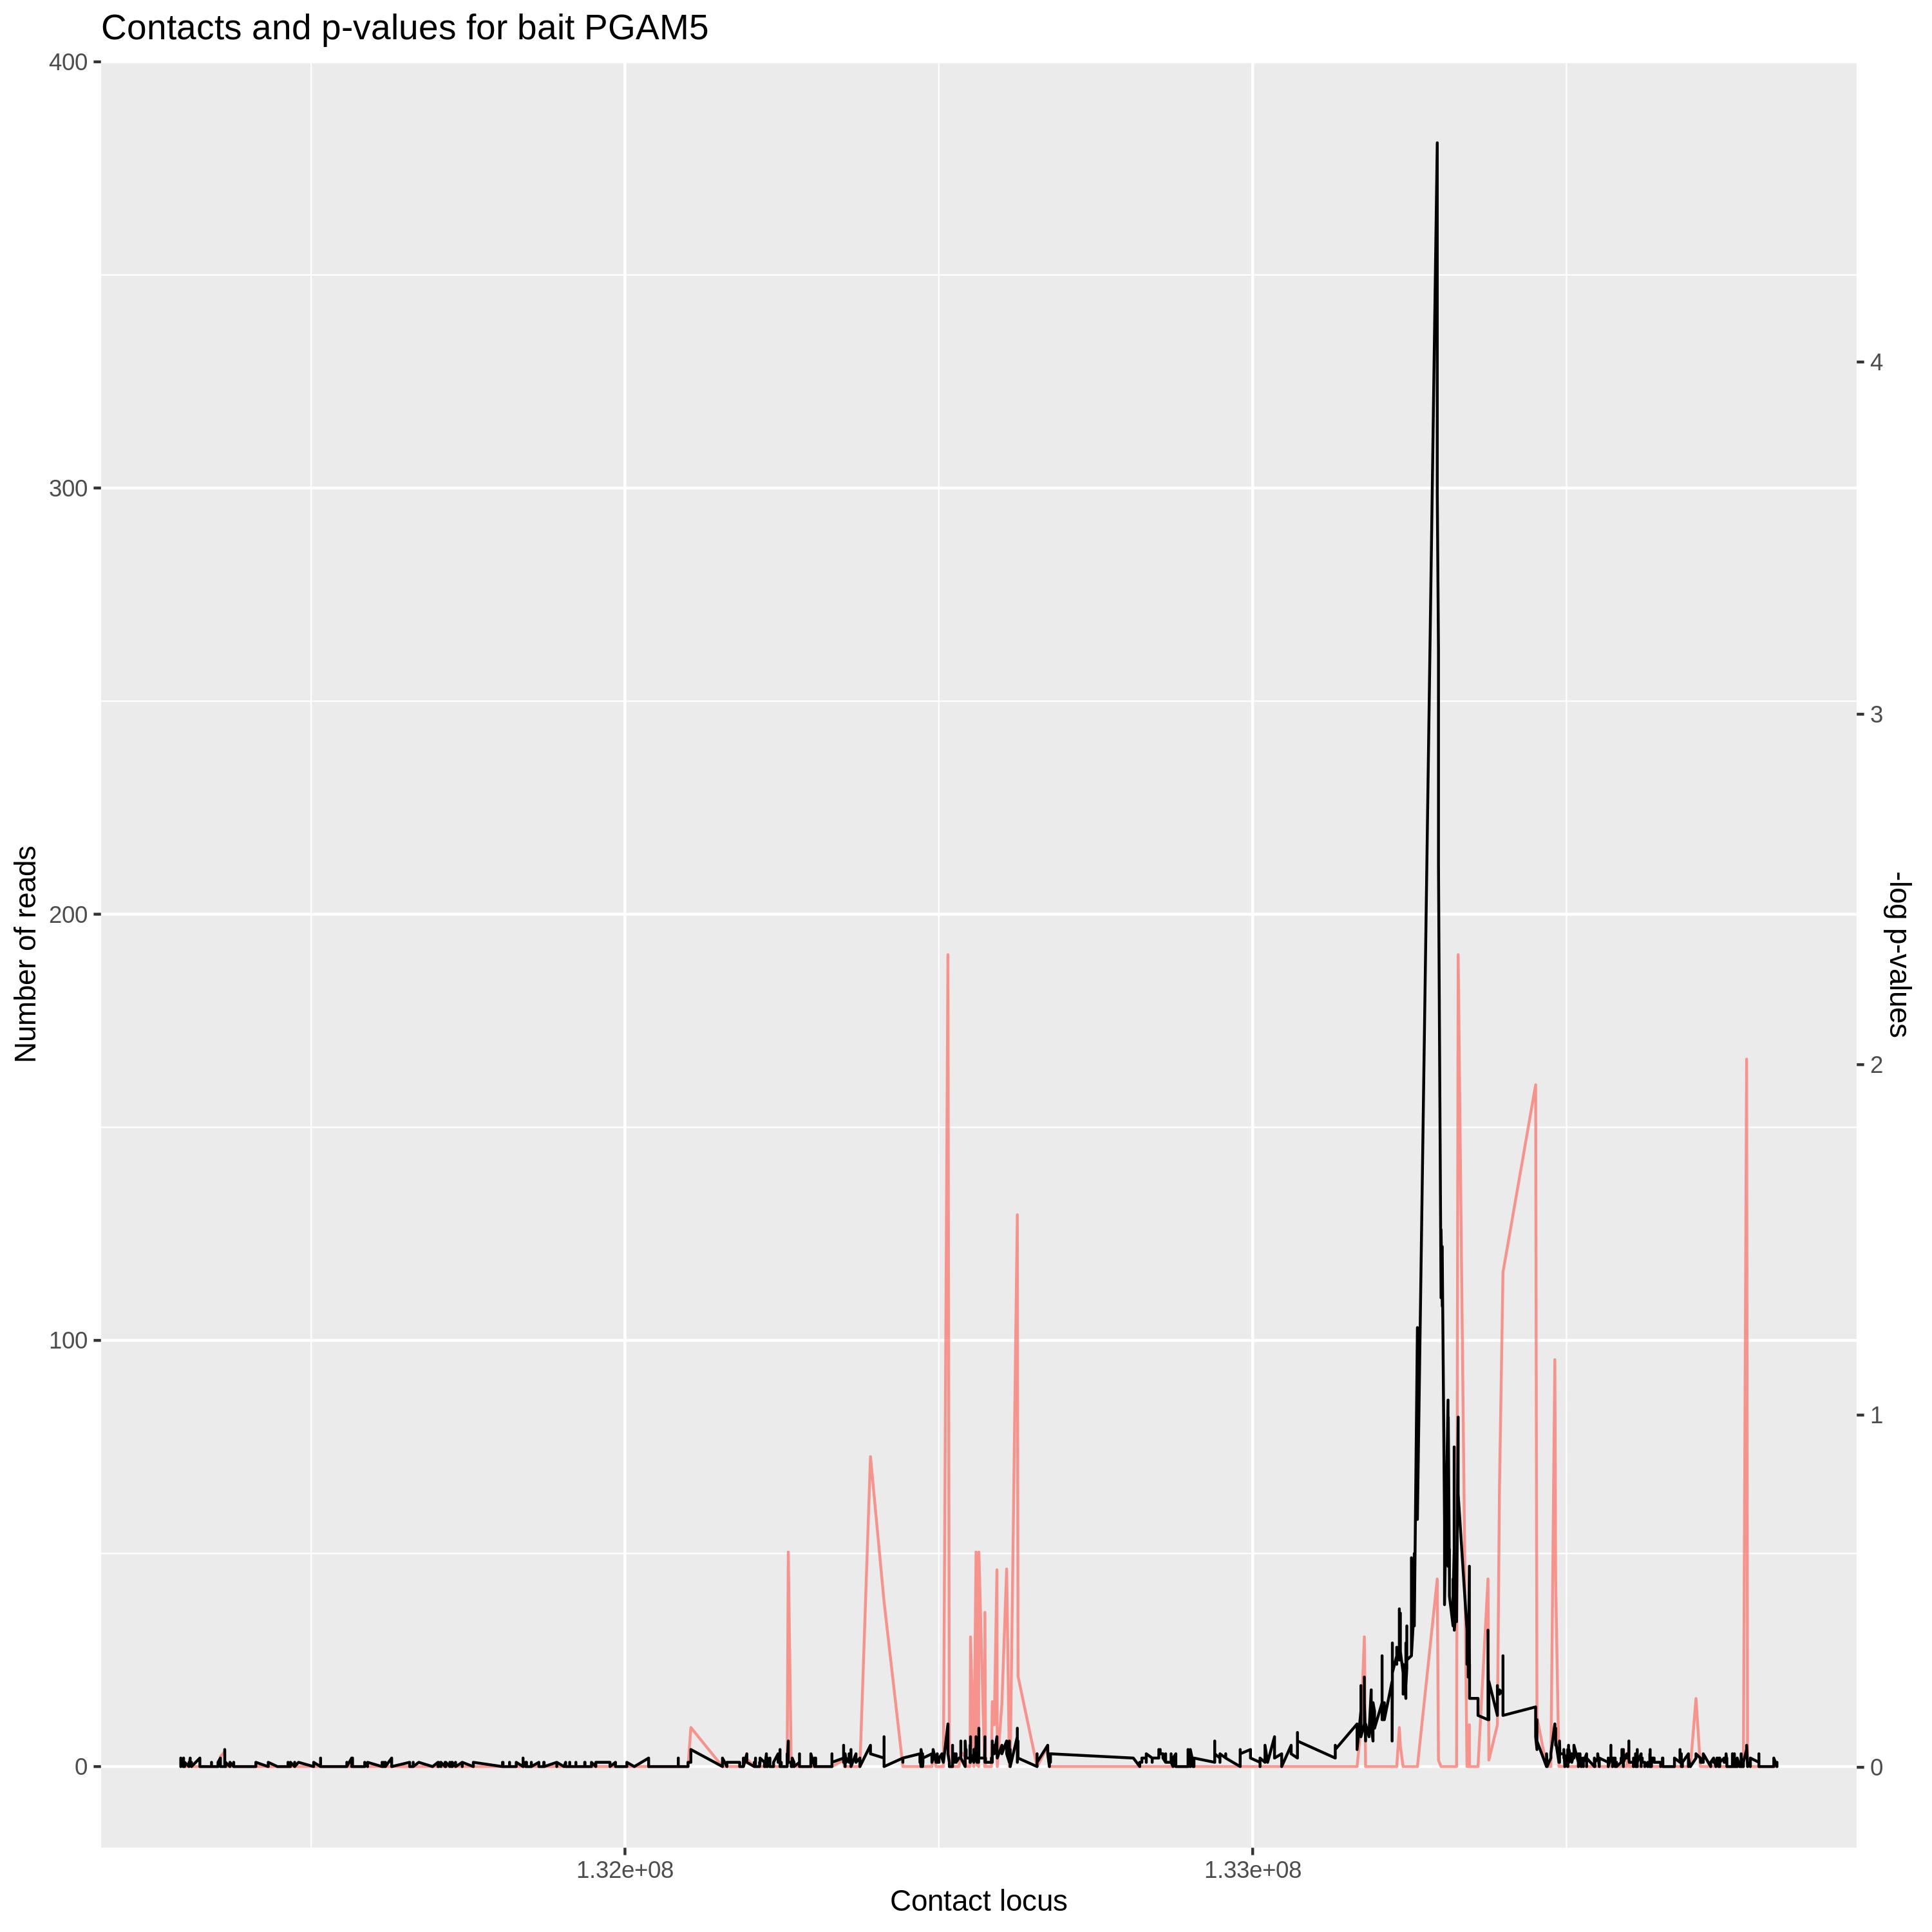 Contacts and p-values for bait PGAM5
400
300
200
100
0
Number of reads
4
3
2
1
0
-log p-values
1.32e+08
1.33e+08
Contact locus